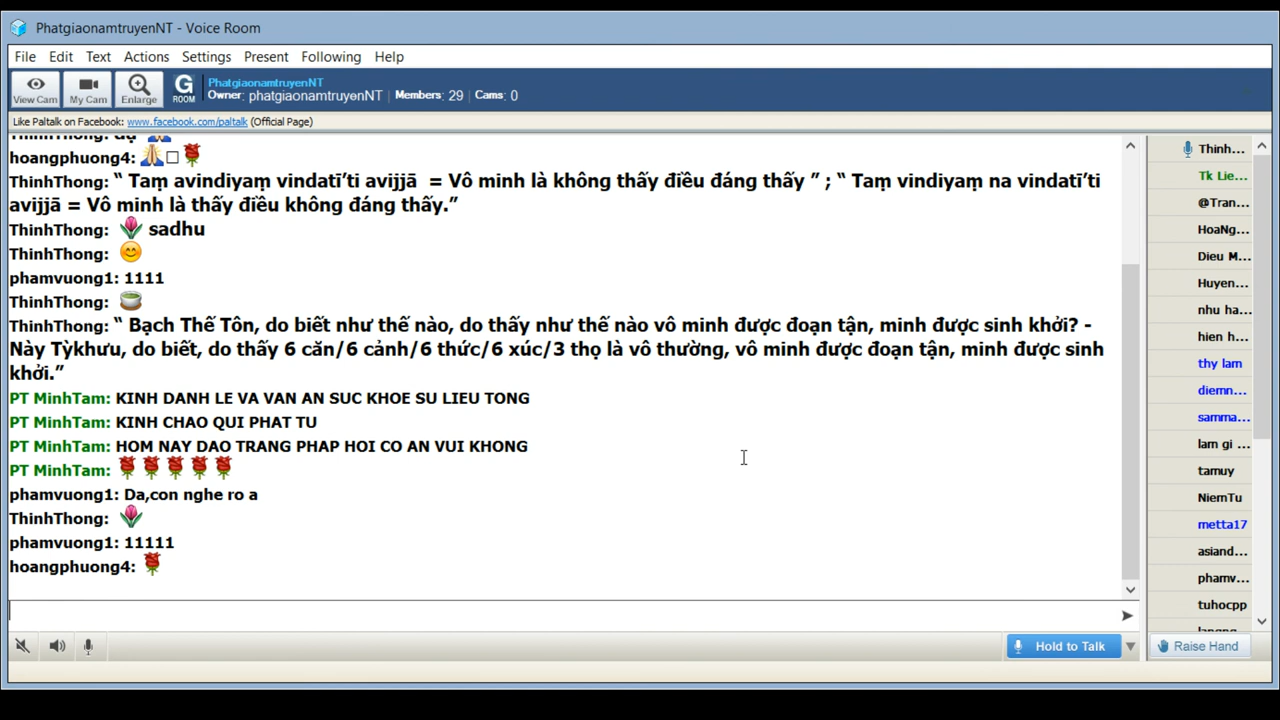 PhatgiaonamtruyenNT - Voice Room
File Edit Text Actions Settings Present Following Help
View Cam My Cam Enlarge G ROOM PhatgiaonamtruyenNT
Owner: phatgiaonamtruyenNT | Members: 29 | Cams: 0
Like Paltalk on Facebook: www.facebook.com/paltalk (Official Page)
ThinhThong: dạ
hoangphuong4:
ThinhThong: “ Taṃ avindiyaṃ vindatī’ti avijjā = Vô minh là không thấy điều đáng thấy ” ; “ Taṃ vindiyaṃ na vindatī’ti
avijjā = Vô minh là thấy điều không đáng thấy.”
ThinhThong: sadhu
ThinhThong:
phamvuong1: 1111
ThinhThong:
ThinhThong: “ Bạch Thế Tôn, do biết như thế nào, do thấy như thế nào vô minh được đoạn tận, minh được sinh khởi? -
Này Tỳkhưu, do biết, do thấy 6 căn/6 cảnh/6 thức/6 xúc/3 thọ là vô thường, vô minh được đoạn tận, minh được sinh
khởi.”
PT MinhTam: KINH DANH LE VA VAN AN SUC KHOE SU LIEU TONG
PT MinhTam: KINH CHAO QUI PHAT TU
PT MinhTam: HOM NAY DAO TRANG PHAP HOI CO AN VUI KHONG
PT MinhTam:
phamvuong1: Da,con nghe ro a
ThinhThong:
phamvuong1: 11111
hoangphuong4:
Thinh...
Tk Lie...
@Tran...
HoaNg...
Dieu M...
Huyen...
nhu ha...
hien h...
thy lam
diemn...
samma...
lam gi ...
tamuy
NiemTu
metta17
asiand...
phamv...
tuhocpp
Hold to Talk
Raise Hand